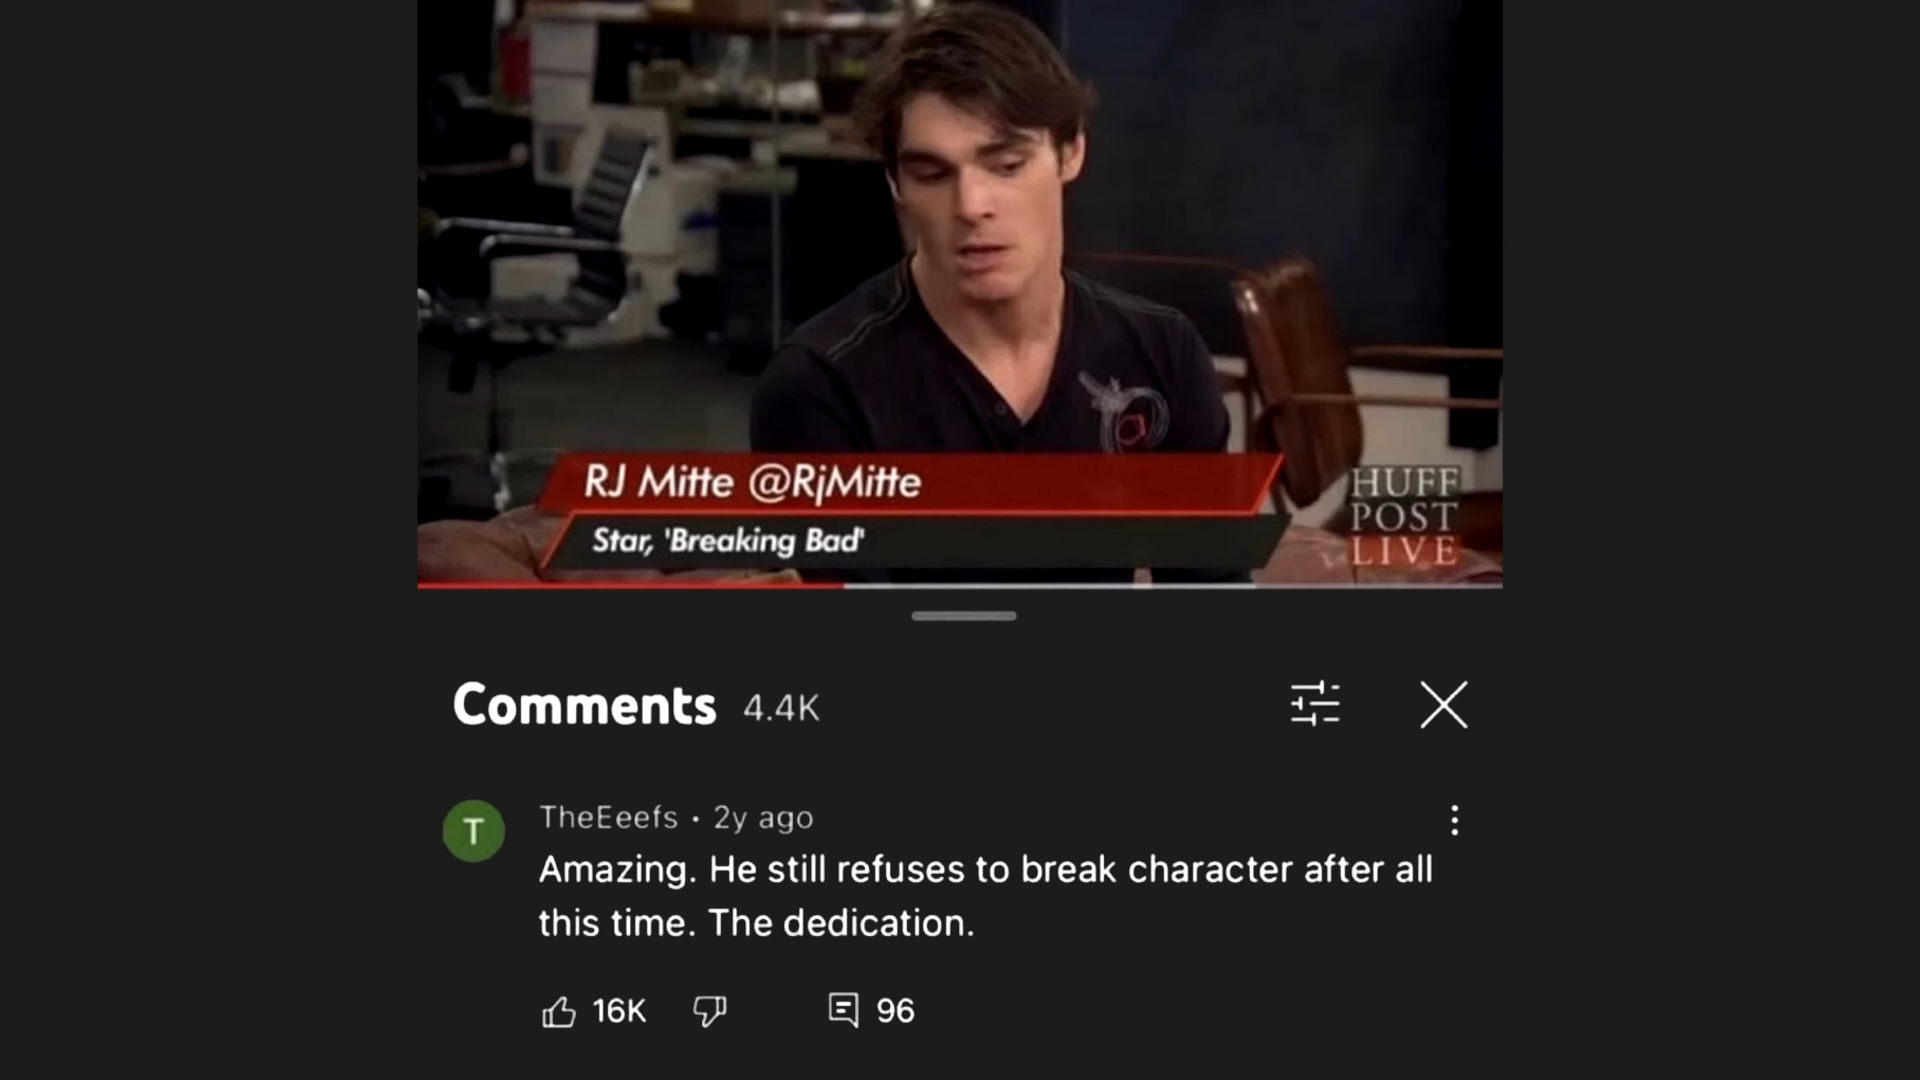 RJ Mitte @RjMitte
Star, 'Breaking Bad'
HUFF
POST
LIVE
Comments 4.4K
T
TheEeefs • 2y ago
Amazing. He still refuses to break character after all
this time. The dedication.
16K 96